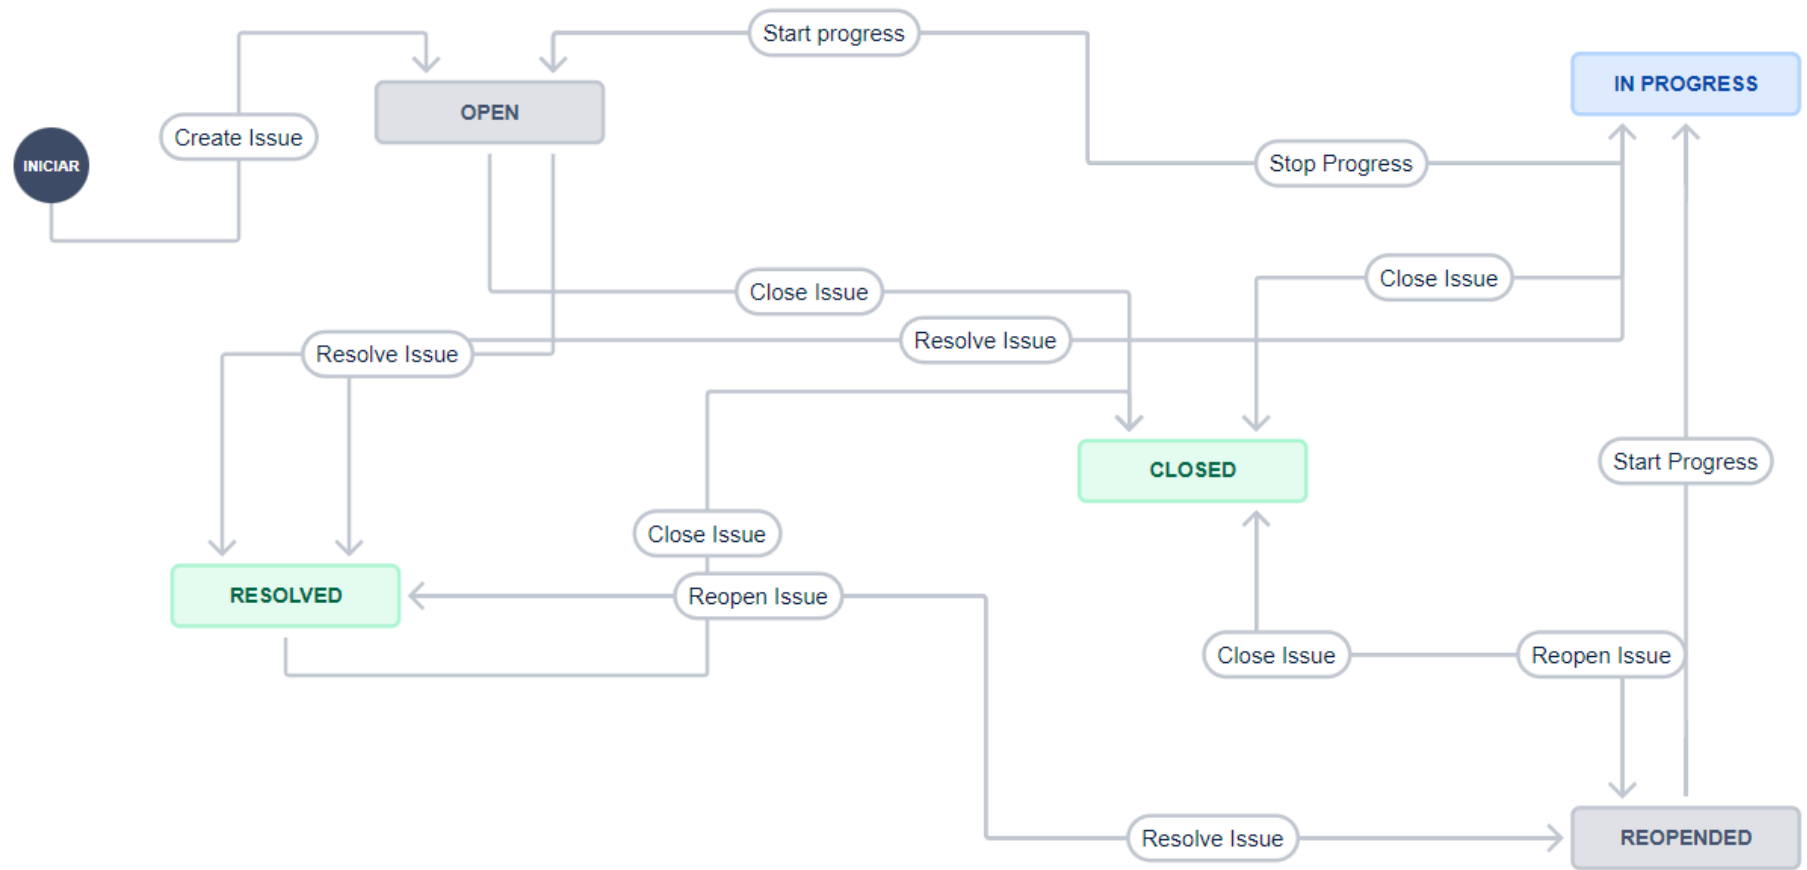 Start progress
IN PROGRESS
OPEN
Create Issue
INICIAR
Stop Progress
Close Issue
Close Issue
Resolve Issue
Resolve Issue
CLOSED
Start Progress
Close Issue
RESOLVED
Reopen Issue
Close Issue
Reopen Issue
Resolve Issue
REOPENDED